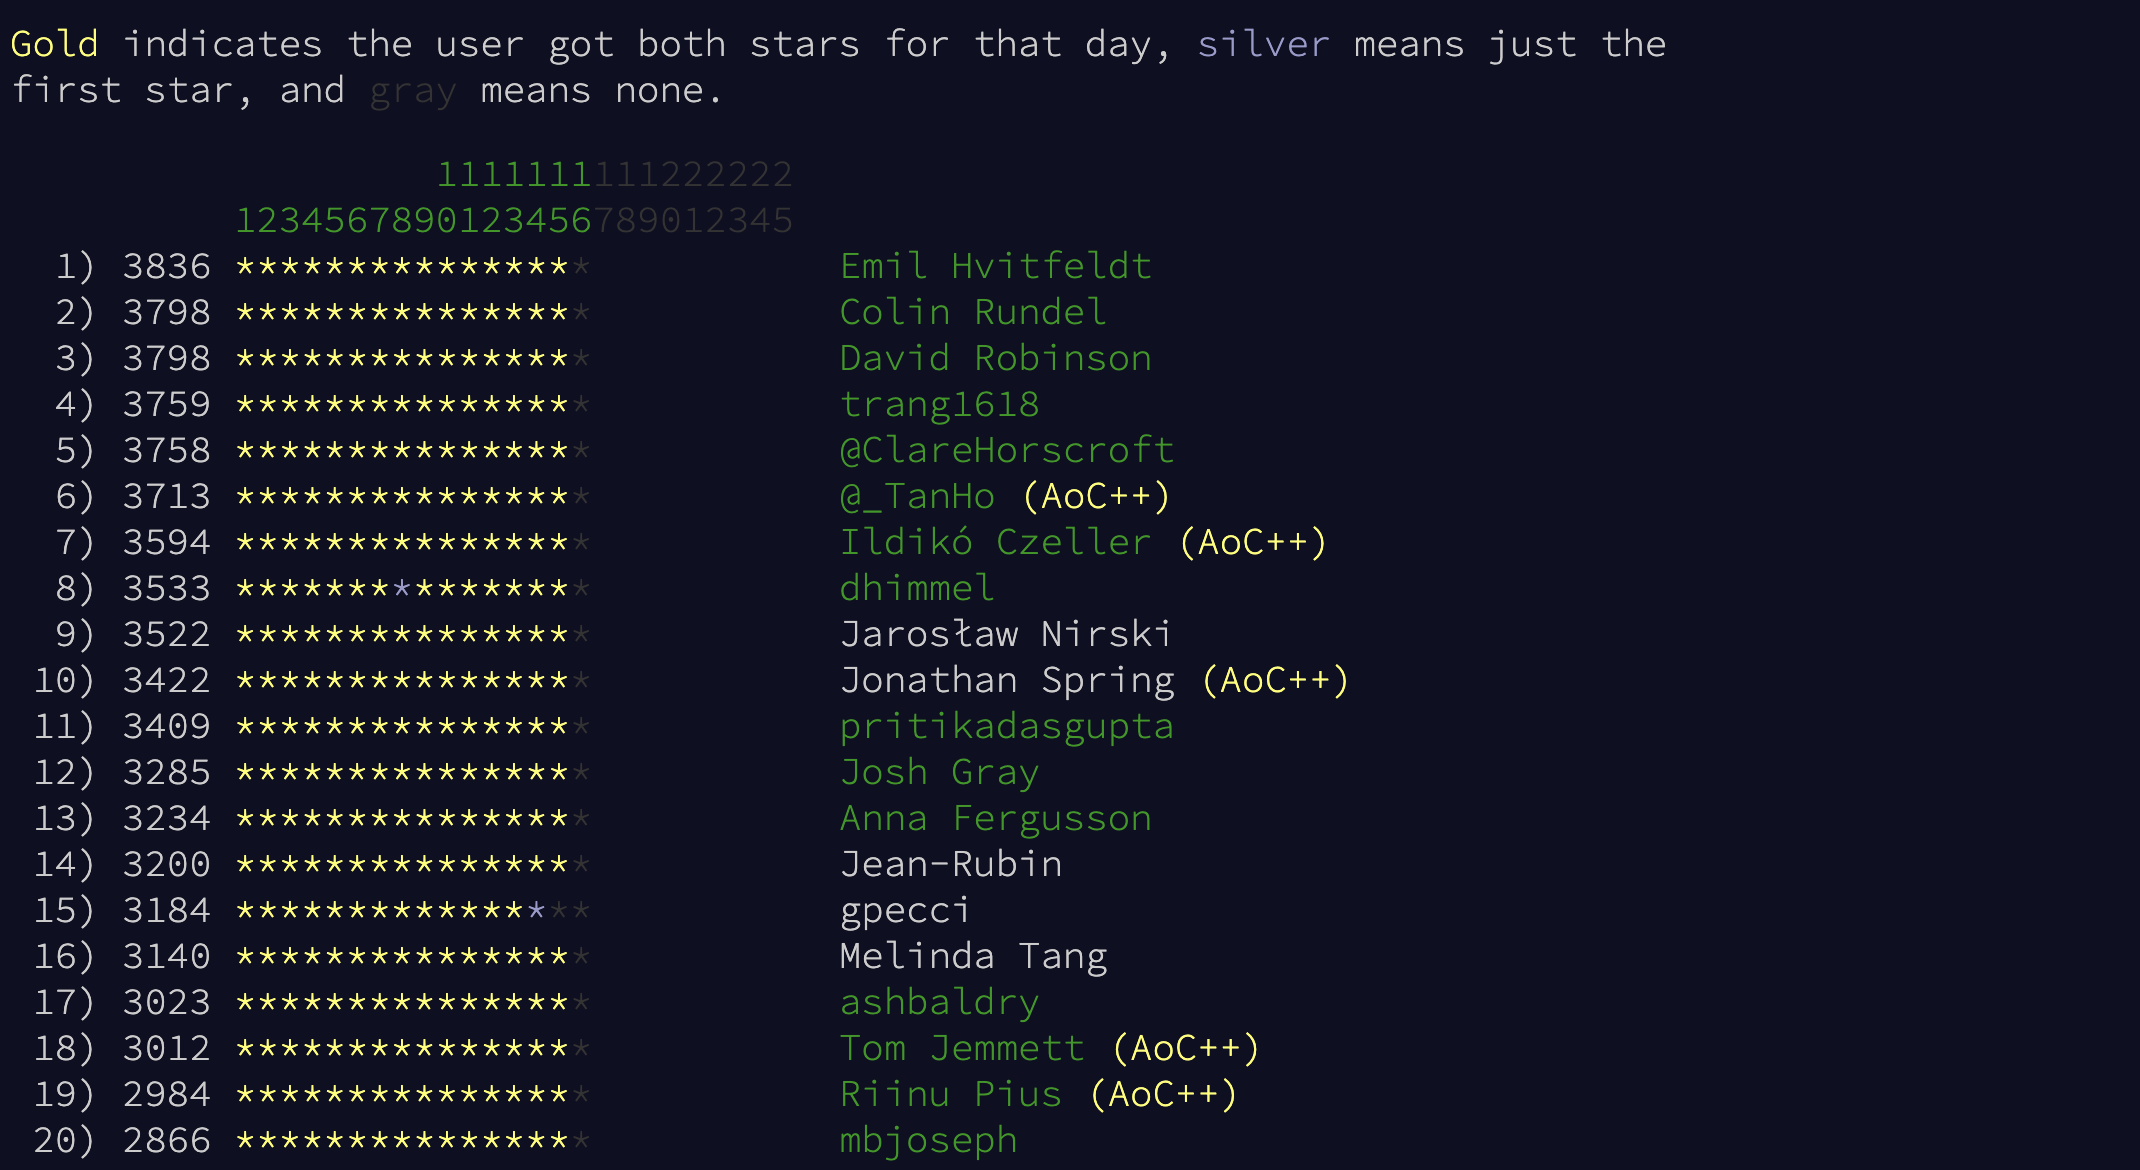 Gold indicates the user got both stars for that day, silver means just the
first star, and gray means none.
1111111111222222
1234567890123456789012345
1) 3836 **************** Emil Hvitfeldt
2) 3798 **************** Colin Rundel
3) 3798 **************** David Robinson
4) 3759 **************** trang1618
5) 3758 **************** @ClareHorscroft
6) 3713 **************** @_TanHo (AoC++)
7) 3594 **************** Ildikó Czeller (AoC++)
8) 3533 **************** dhimmel
9) 3522 **************** Jarosław Nirski
10) 3422 **************** Jonathan Spring (AoC++)
11) 3409 **************** pritikadasgupta
12) 3285 **************** Josh Gray
13) 3234 **************** Anna Fergusson
14) 3200 **************** Jean-Rubin
15) 3184 **************** gpecci
16) 3140 **************** Melinda Tang
17) 3023 **************** ashbaldry
18) 3012 **************** Tom Jemmett (AoC++)
19) 2984 **************** Riinu Pius (AoC++)
20) 2866 **************** mbjoseph